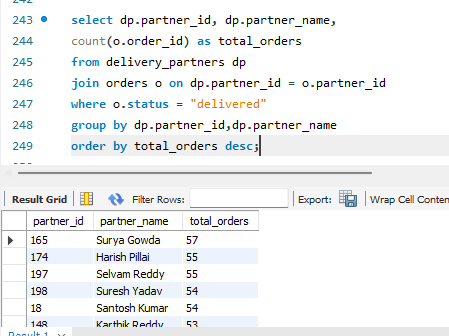 243 select dp.partner_id, dp.partner_name,
244 count(o.order_id) as total_orders
245 from delivery_partners dp
246 join orders o on dp.partner_id = o.partner_id
247 where o.status = "delivered"
248 group by dp.partner_id,dp.partner_name
249 order by total_orders desc;
Result Grid Filter Rows: Export: Wrap Cell Conten
partner_id partner_name total_orders
165 Surya Gowda 57
174 Harish Pillai 55
197 Selvam Reddy 55
198 Suresh Yadav 54
18 Santosh Kumar 54
148 Karthik Reddy 53
Result 1